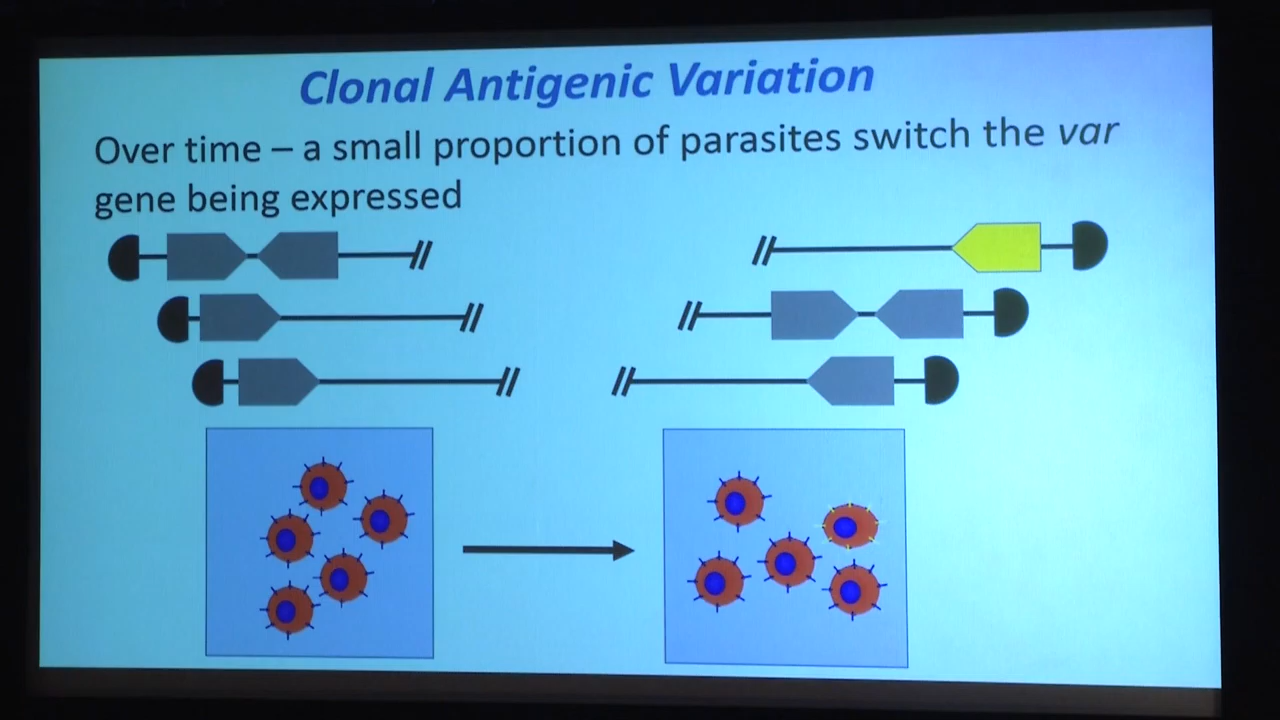 Clonal Antigenic Variation
Over time – a small proportion of parasites switch the var
gene being expressed